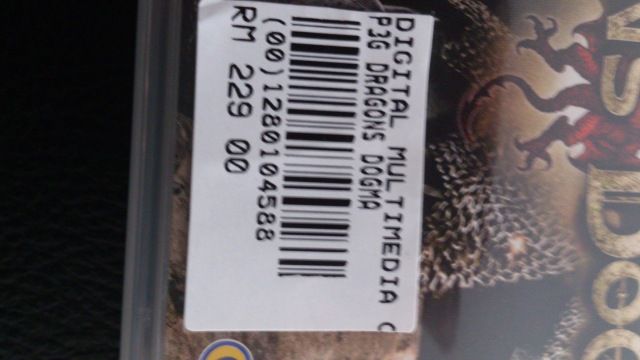 DIGITAL MULTIMEDIA C
P3G DRAGONS DOGMA
(00)1280104588
RM 229 00